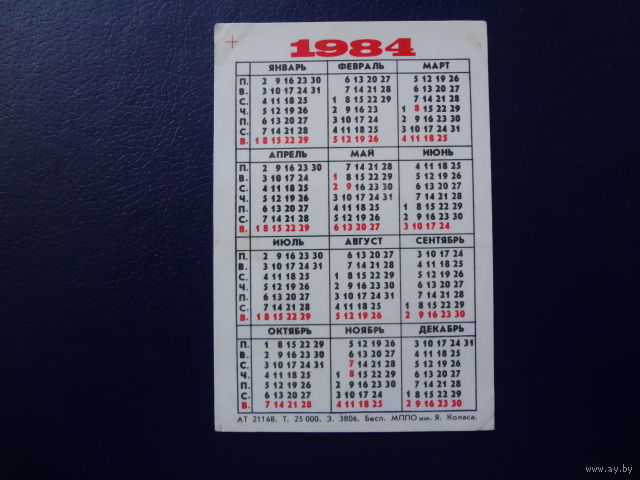 1984
ЯНВАРЬ ФЕВРАЛЬ МАРТ
П. 2 9 16 23 30 6 13 20 27 5 12 19 26
В. 3 10 17 24 31 7 14 21 28 6 13 20 27
С. 4 11 18 25 1 8 15 22 29 7 14 21 28
Ч. 5 12 19 26 2 9 16 23 1 8 15 22 29
П. 6 13 20 27 3 10 17 24 2 9 16 23 30
С. 7 14 21 28 4 11 18 25 3 10 17 24 31
В. 1 8 15 22 29 5 12 19 26 4 11 18 25
АПРЕЛЬ МАЙ ИЮНЬ
П. 2 9 16 23 30 7 14 21 28 4 11 18 25
В. 3 10 17 24 1 8 15 22 29 5 12 19 26
С. 4 11 18 25 2 9 16 23 30 6 13 20 27
Ч. 5 12 19 26 3 10 17 24 31 7 14 21 28
П. 6 13 20 27 4 11 18 25 1 8 15 22 29
С. 7 14 21 28 5 12 19 26 2 9 16 23 30
В. 1 8 15 22 29 6 13 20 27 3 10 17 24
ИЮЛЬ АВГУСТ СЕНТЯБРЬ
П. 2 9 16 23 30 6 13 20 27 3 10 17 24
В. 3 10 17 24 31 7 14 21 28 4 11 18 25
С. 4 11 18 25 1 8 15 22 29 5 12 19 26
Ч. 5 12 19 26 2 9 16 23 30 6 13 20 27
П. 6 13 20 27 3 10 17 24 31 7 14 21 28
С. 7 14 21 28 4 11 18 25 1 8 15 22 29
В. 1 8 15 22 29 5 12 19 26 2 9 16 23 30
ОКТЯБРЬ НОЯБРЬ ДЕКАБРЬ
П. 1 8 15 22 29 5 12 19 26 3 10 17 24 31
В. 2 9 16 23 30 6 13 20 27 4 11 18 25
С. 3 10 17 24 31 7 14 21 28 5 12 19 26
Ч. 4 11 18 25 1 8 15 22 29 6 13 20 27
П. 5 12 19 26 2 9 16 23 30 7 14 21 28
С. 6 13 20 27 3 10 17 24 1 8 15 22 29
В. 7 14 21 28 4 11 18 25 2 9 16 23 30
АТ 21168. Т. 25 000. З. 3806. Бесп. МППО им. Я. Коласа.
www.ay.by